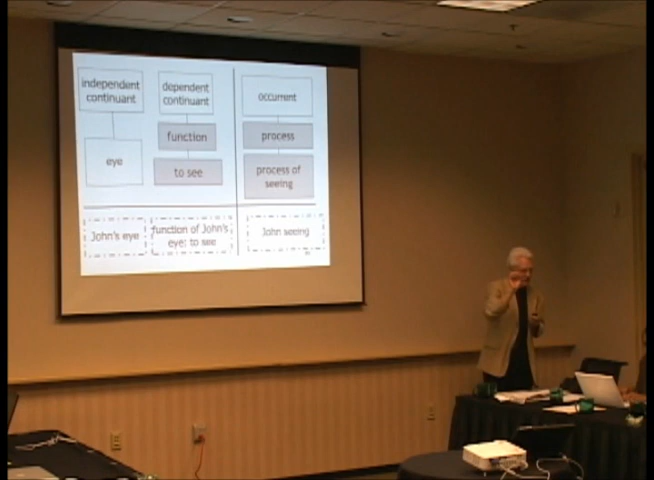 independent
continuant
dependent
continuant
occurrent
eye
function
process
to see
process of
seeing
John's eye
function of John's
eye: to see
John seeing